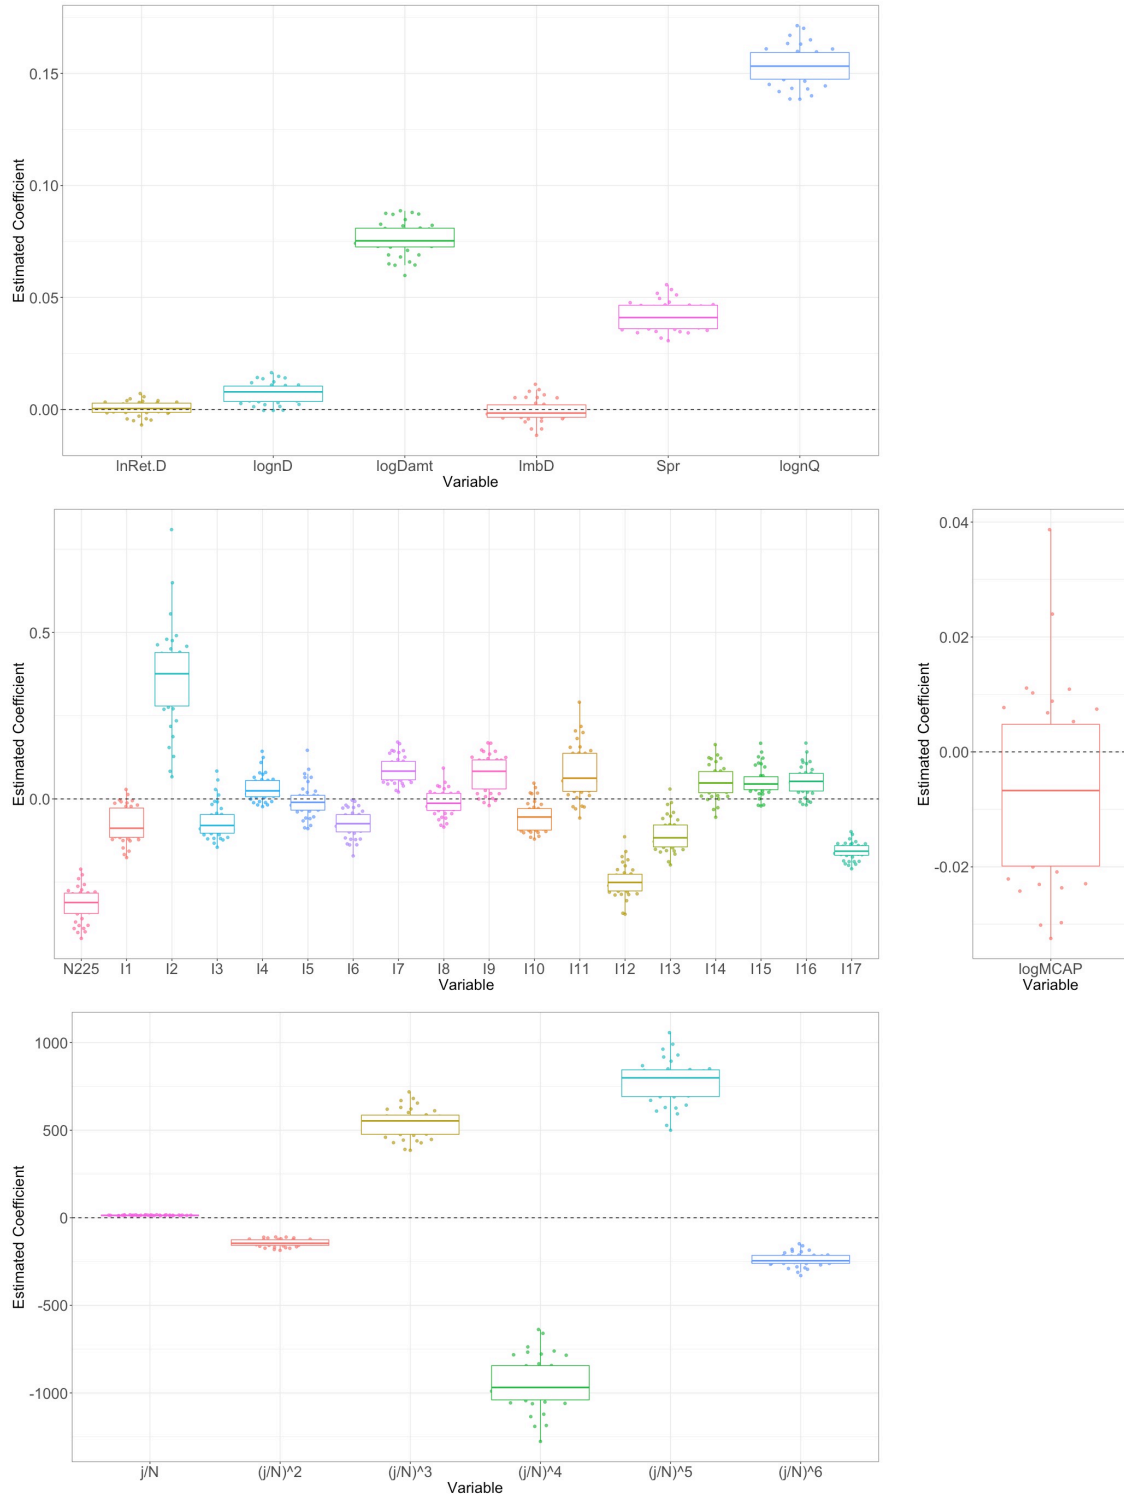 Estimated Coefficient
0.15
0.10
0.05
0.00
lnRet.D lognD logDamt ImbD Spr lognQ
Variable
Estimated Coefficient
0.5
0.0
N225 I1 I2 I3 I4 I5 I6 I7 I8 I9 I10 I11 I12 I13 I14 I15 I16 I17
Variable
Estimated Coefficient
0.04
0.02
0.00
-0.02
logMCAP
Variable
Estimated Coefficient
1000
500
0
-500
-1000
j/N (j/N)^2 (j/N)^3 (j/N)^4 (j/N)^5 (j/N)^6
Variable